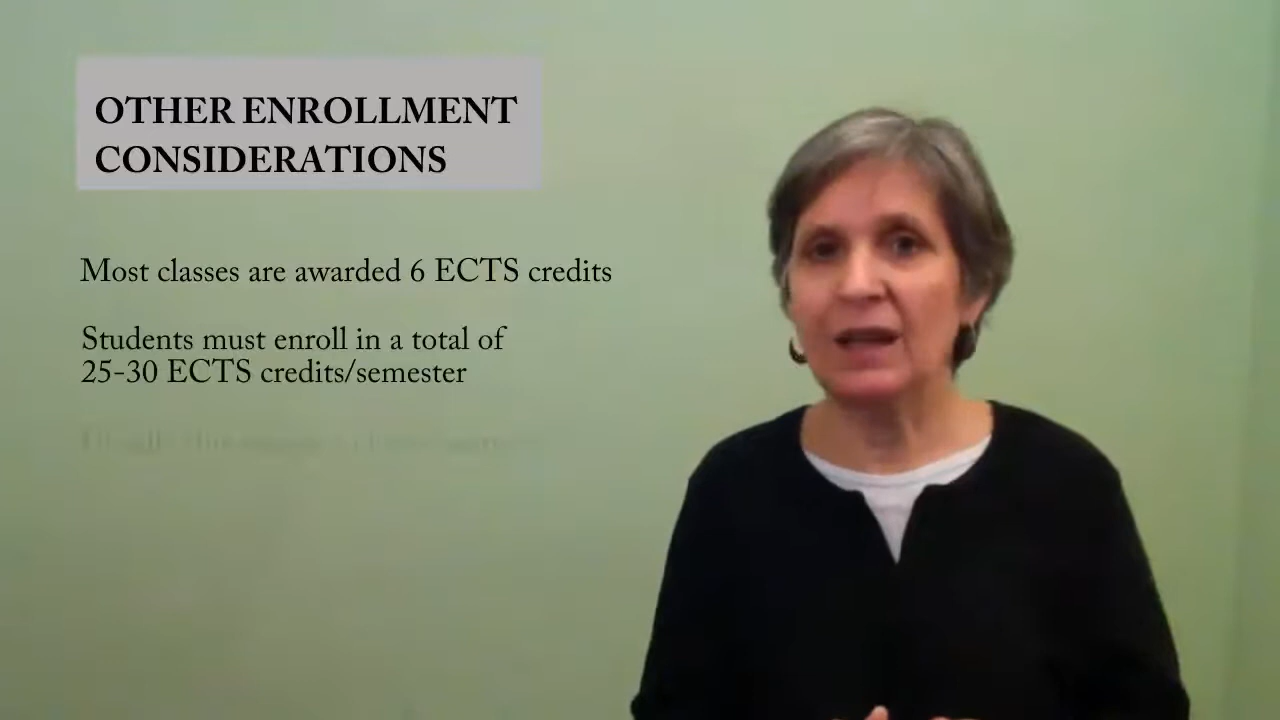 OTHER ENROLLMENT
CONSIDERATIONS
Most classes are awarded 6 ECTS credits
Students must enroll in a total of
25-30 ECTS credits/semester